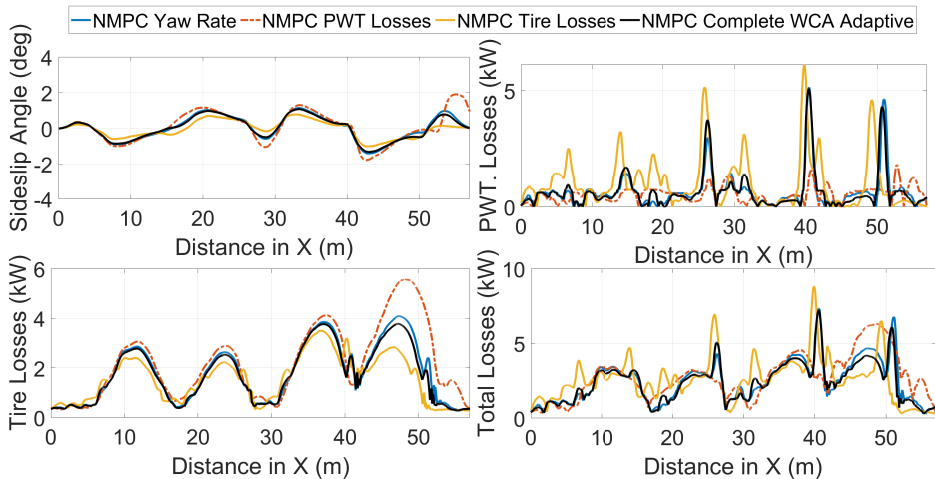 NMPC Yaw Rate NMPC PWT Losses NMPC Tire Losses NMPC Complete WCA Adaptive
Sideslip Angle (deg)
4
2
0
-2
-4
0 10 20 30 40 50
Distance in X (m)
PWT. Losses (kW)
5
0
0 10 20 30 40 50
Distance in X (m)
Tire Losses (kW)
6
4
2
0
0 10 20 30 40 50
Distance in X (m)
Total Losses (kW)
10
5
0
0 10 20 30 40 50
Distance in X (m)